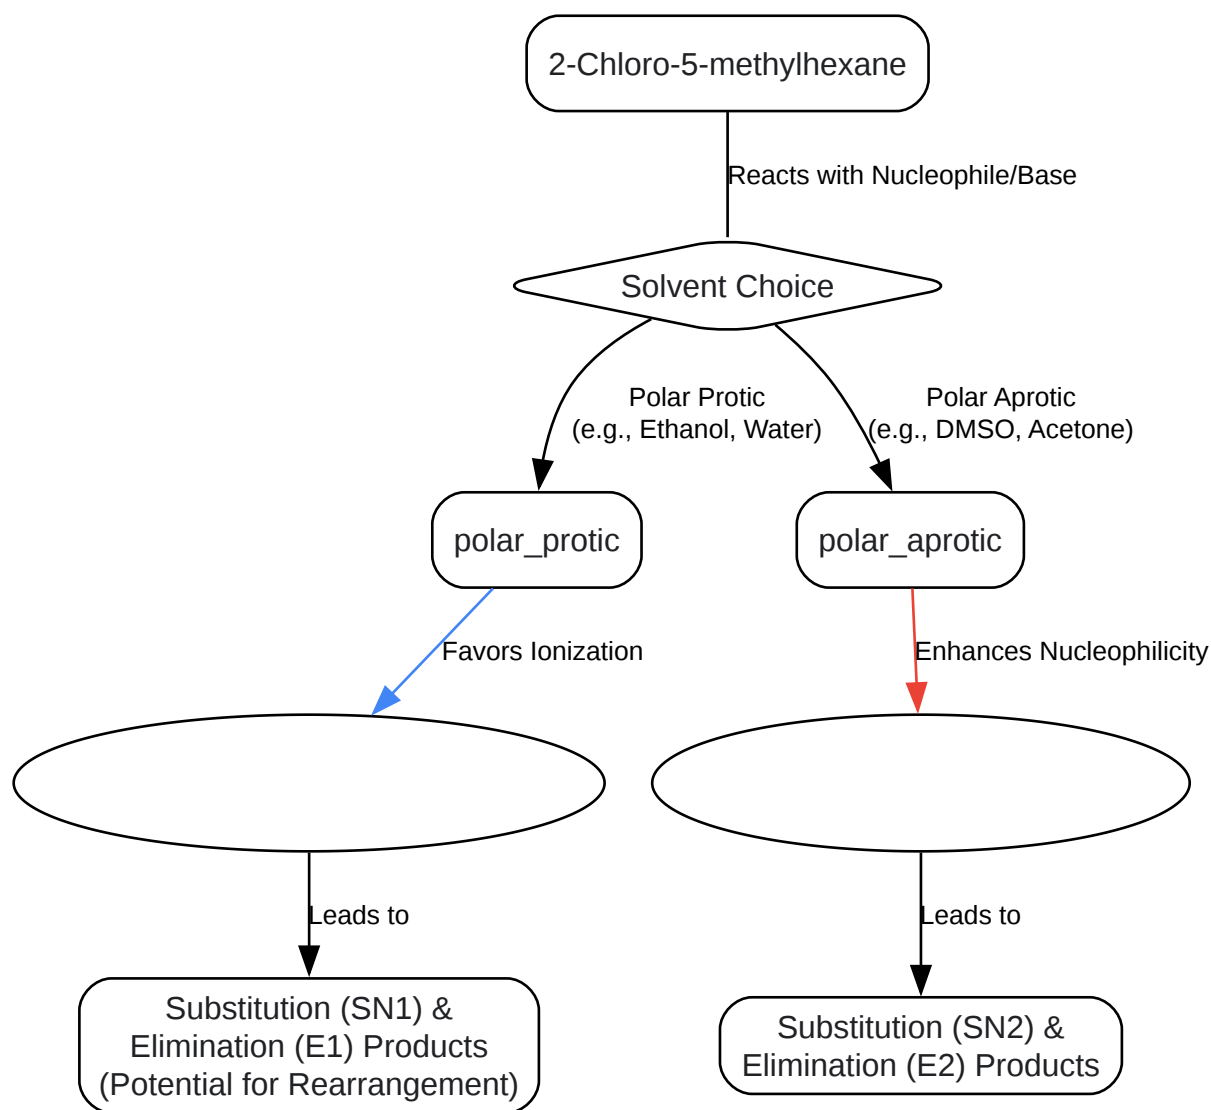 2-Chloro-5-methylhexane
Reacts with Nucleophile/Base
Solvent Choice
Polar Protic
(e.g., Ethanol, Water)
Polar Aprotic
(e.g., DMSO, Acetone)
polar_protic
polar_aprotic
Favors Ionization
Enhances Nucleophilicity
Leads to
Leads to
Substitution (SN1) &
Elimination (E1) Products
(Potential for Rearrangement)
Substitution (SN2) &
Elimination (E2) Products